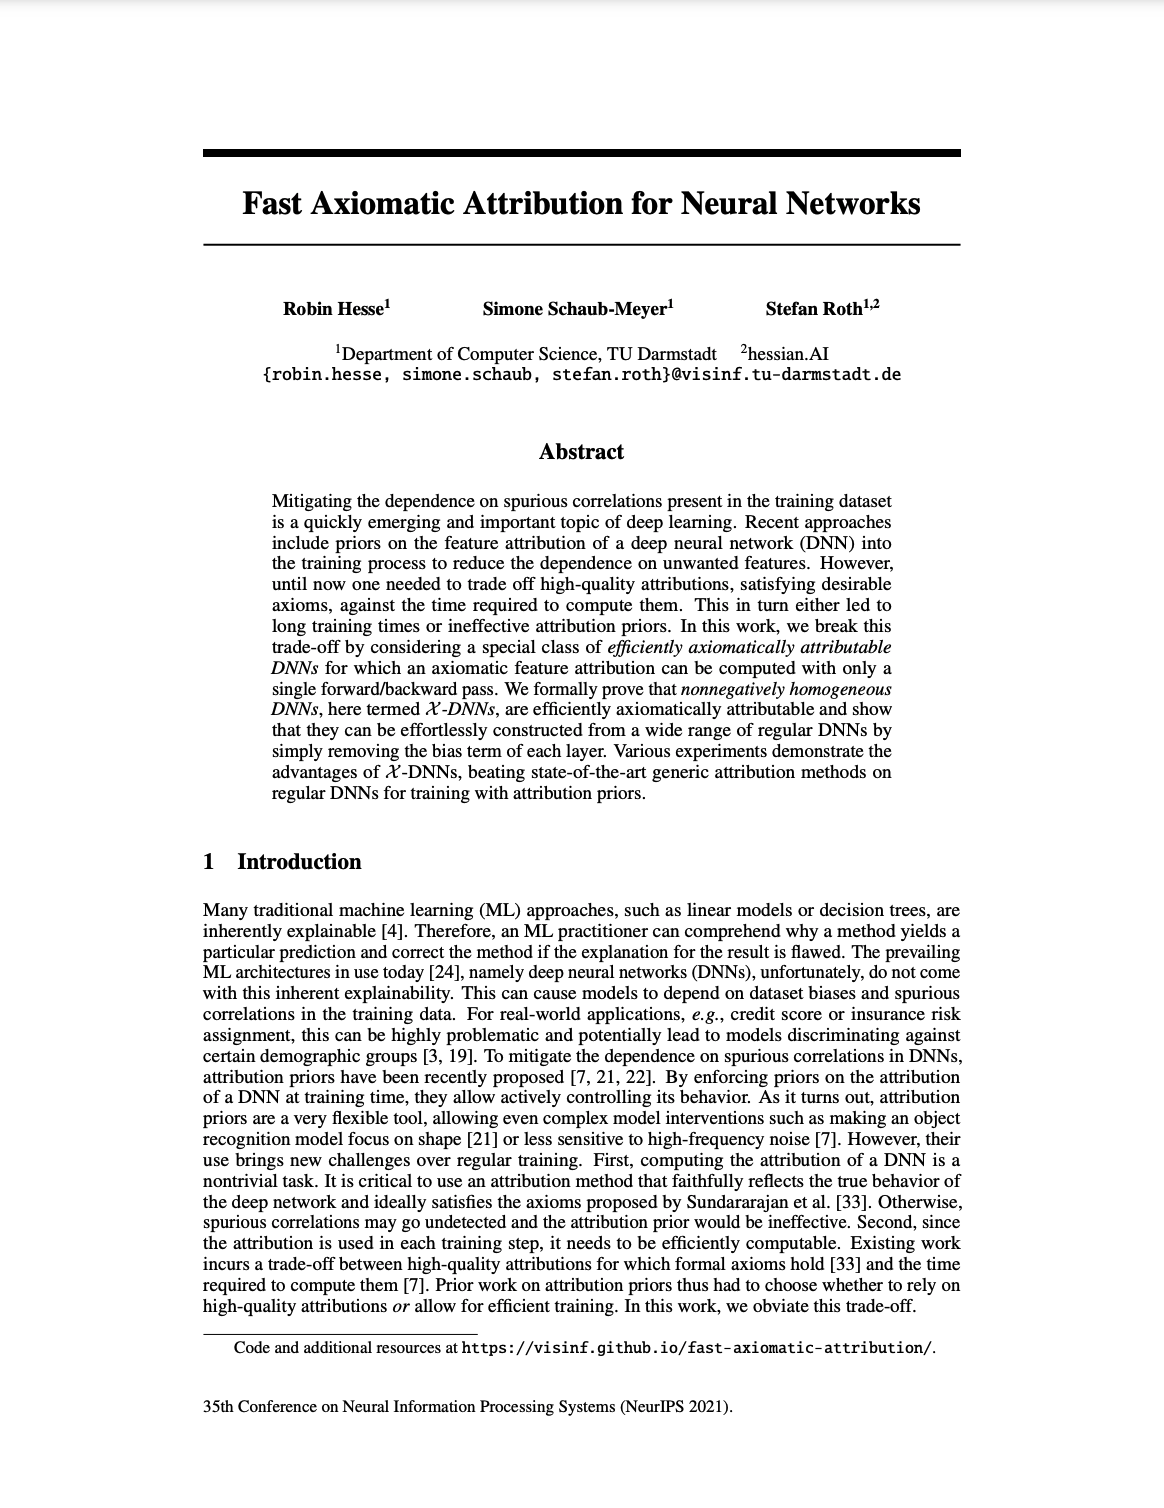 Fast Axiomatic Attribution for Neural Networks
Robin Hesse¹ Simone Schaub-Meyer¹ Stefan Roth¹,²
¹Department of Computer Science, TU Darmstadt ²hessian.AI
{robin.hesse, simone.schaub, stefan.roth}@visinf.tu-darmstadt.de
Abstract
Mitigating the dependence on spurious correlations present in the training dataset
is a quickly emerging and important topic of deep learning. Recent approaches
include priors on the feature attribution of a deep neural network (DNN) into
the training process to reduce the dependence on unwanted features. However,
until now one needed to trade off high-quality attributions, satisfying desirable
axioms, against the time required to compute them. This in turn either led to
long training times or ineffective attribution priors. In this work, we break this
trade-off by considering a special class of efficiently axiomatically attributable
DNNs for which an axiomatic feature attribution can be computed with only a
single forward/backward pass. We formally prove that nonnegatively homogeneous
DNNs, here termed 𝒳-DNNs, are efficiently axiomatically attributable and show
that they can be effortlessly constructed from a wide range of regular DNNs by
simply removing the bias term of each layer. Various experiments demonstrate the
advantages of 𝒳-DNNs, beating state-of-the-art generic attribution methods on
regular DNNs for training with attribution priors.
1 Introduction
Many traditional machine learning (ML) approaches, such as linear models or decision trees, are
inherently explainable [4]. Therefore, an ML practitioner can comprehend why a method yields a
particular prediction and correct the method if the explanation for the result is flawed. The prevailing
ML architectures in use today [24], namely deep neural networks (DNNs), unfortunately, do not come
with this inherent explainability. This can cause models to depend on dataset biases and spurious
correlations in the training data. For real-world applications, e.g., credit score or insurance risk
assignment, this can be highly problematic and potentially lead to models discriminating against
certain demographic groups [3, 19]. To mitigate the dependence on spurious correlations in DNNs,
attribution priors have been recently proposed [7, 21, 22]. By enforcing priors on the attribution
of a DNN at training time, they allow actively controlling its behavior. As it turns out, attribution
priors are a very flexible tool, allowing even complex model interventions such as making an object
recognition model focus on shape [21] or less sensitive to high-frequency noise [7]. However, their
use brings new challenges over regular training. First, computing the attribution of a DNN is a
nontrivial task. It is critical to use an attribution method that faithfully reflects the true behavior of
the deep network and ideally satisfies the axioms proposed by Sundararajan et al. [33]. Otherwise,
spurious correlations may go undetected and the attribution prior would be ineffective. Second, since
the attribution is used in each training step, it needs to be efficiently computable. Existing work
incurs a trade-off between high-quality attributions for which formal axioms hold [33] and the time
required to compute them [7]. Prior work on attribution priors thus had to choose whether to rely on
high-quality attributions or allow for efficient training. In this work, we obviate this trade-off.
Code and additional resources at https://visinf.github.io/fast-axiomatic-attribution/.
35th Conference on Neural Information Processing Systems (NeurIPS 2021).